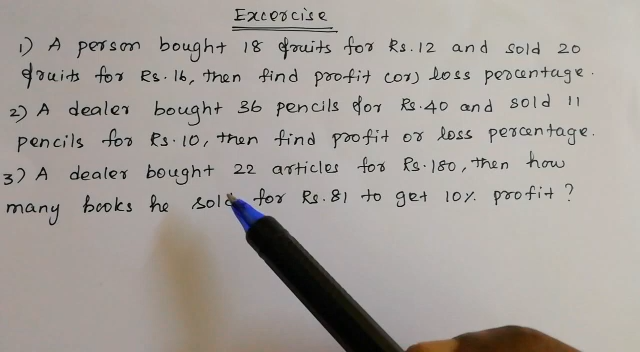 Excercise
1) A person bought 18 fruits for Rs.12 and sold 20
fruits for Rs.16, then find profit (or) loss percentage.
2) A dealer bought 36 pencils for Rs.40 and sold 11
pencils for Rs.10, then find profit or loss percentage.
3) A dealer bought 22 articles for Rs.180, then how
many books he sold for Rs.81 to get 10% profit?